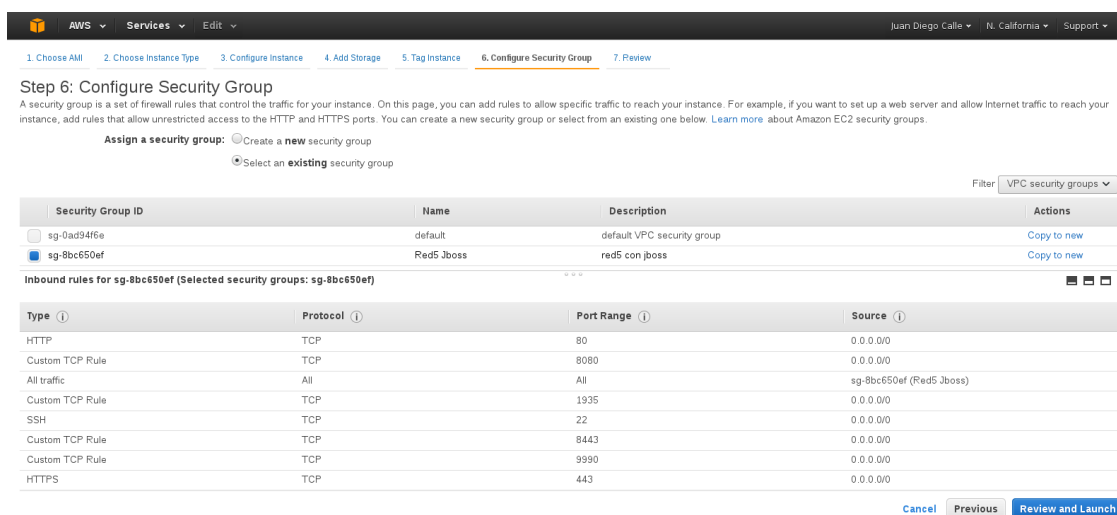 AWS Services Edit Juan Diego Calle N. California Support
1. Choose AMI 2. Choose Instance Type 3. Configure Instance 4. Add Storage 5. Tag Instance 6. Configure Security Group 7. Review
Step 6: Configure Security Group
A security group is a set of firewall rules that control the traffic for your instance. On this page, you can add rules to allow specific traffic to reach your instance. For example, if you want to set up a web server and allow Internet traffic to reach your
instance, add rules that allow unrestricted access to the HTTP and HTTPS ports. You can create a new security group or select from an existing one below. Learn more about Amazon EC2 security groups.
Assign a security group: Create a new security group
Select an existing security group
Filter VPC security groups
Security Group ID Name Description Actions
sg-0ad94f6e default default VPC security group Copy to new
sg-8bc650ef Red5 Jboss red5 con jboss Copy to new
Inbound rules for sg-8bc650ef (Selected security groups: sg-8bc650ef)
Type Protocol Port Range Source
HTTP TCP 80 0.0.0.0/0
Custom TCP Rule TCP 8080 0.0.0.0/0
All traffic All All sg-8bc650ef (Red5 Jboss)
Custom TCP Rule TCP 1935 0.0.0.0/0
SSH TCP 22 0.0.0.0/0
Custom TCP Rule TCP 8443 0.0.0.0/0
Custom TCP Rule TCP 9990 0.0.0.0/0
HTTPS TCP 443 0.0.0.0/0
Cancel Previous Review and Launch